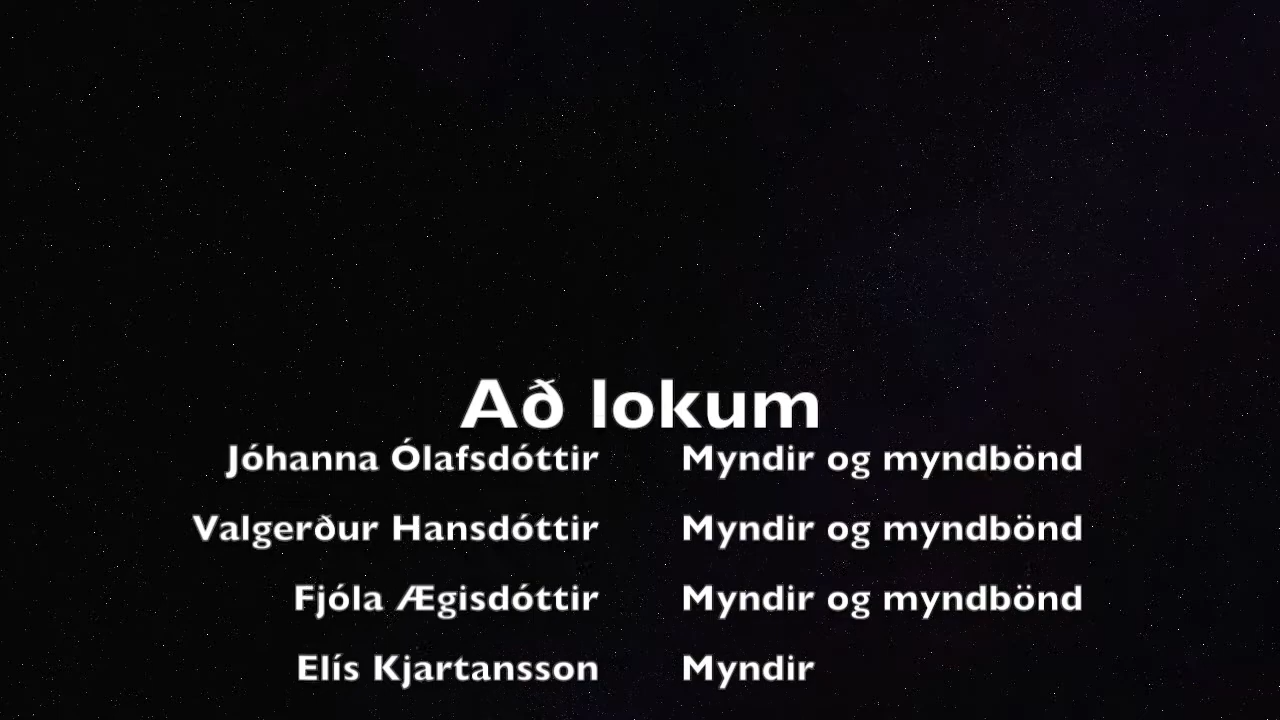 Að lokum
Jóhanna Ólafsdóttir Myndir og myndbönd
Valgerður Hansdóttir Myndir og myndbönd
Fjóla Ægisdóttir Myndir og myndbönd
Elís Kjartansson Myndir